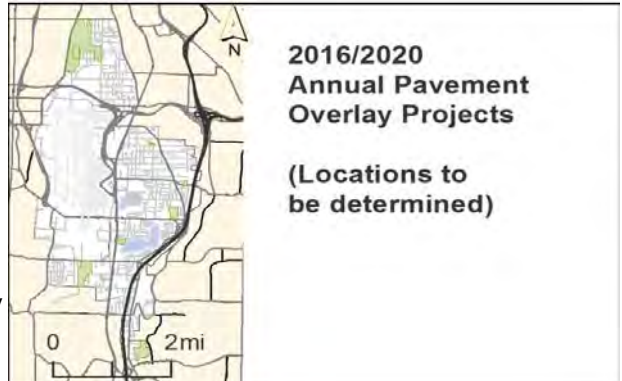 N
0 2mi
2016/2020
Annual Pavement
Overlay Projects
(Locations to
be determined)